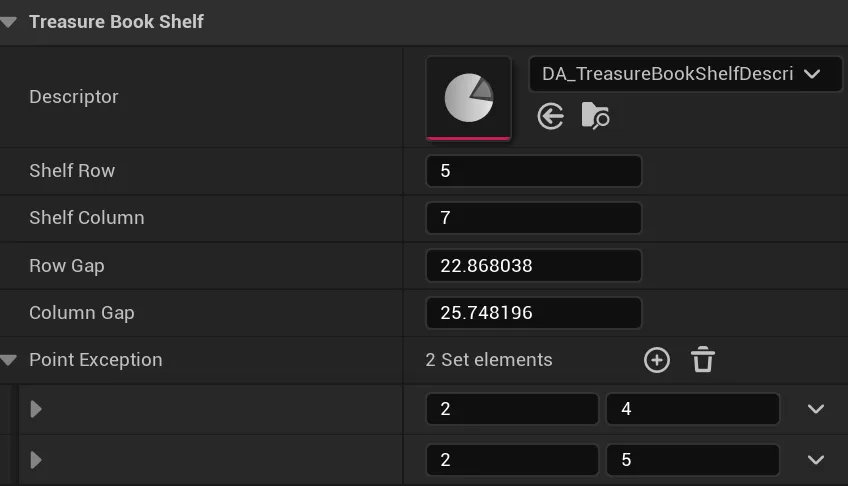 Treasure Book Shelf
Descriptor
DA_TreasureBookShelfDescri
Shelf Row
5
Shelf Column
7
Row Gap
22.868038
Column Gap
25.748196
Point Exception
2 Set elements
2 4
2 5